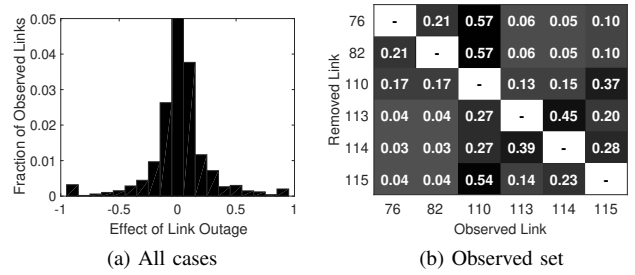 Fraction of Observed Links
0.05
0.04
0.03
0.02
0.01
0
-1
-0.5
0
0.5
1
Effect of Link Outage
(a) All cases
Removed Link
76 - 0.21 0.57 0.06 0.05 0.10
82 0.21 - 0.57 0.06 0.05 0.10
110 0.17 0.17 - 0.13 0.15 0.37
113 0.04 0.04 0.27 - 0.45 0.20
114 0.03 0.03 0.27 0.39 - 0.28
115 0.04 0.04 0.54 0.14 0.23 -
76 82 110 113 114 115
Observed Link
(b) Observed set